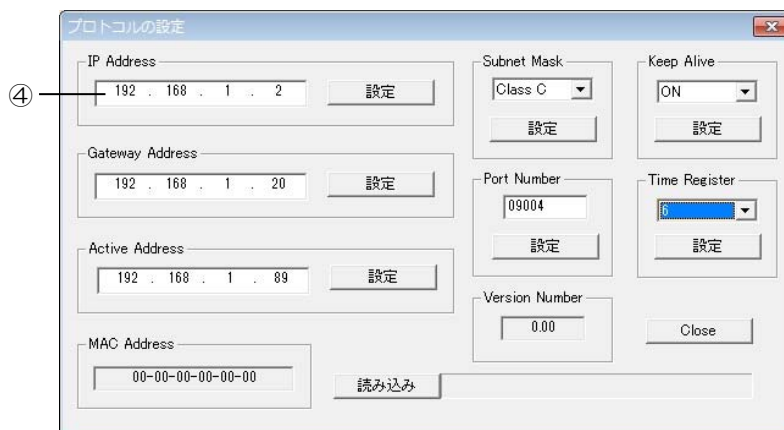 プロトコルの設定
IP Address
④
192 . 168 . 1 . 2
設定
Subnet Mask
Class C
設定
Keep Alive
ON
設定
Gateway Address
192 . 168 . 1 . 20
設定
Port Number
09004
設定
Time Register
6
設定
Active Address
192 . 168 . 1 . 89
設定
Version Number
0.00
Close
MAC Address
00-00-00-00-00-00
読み込み